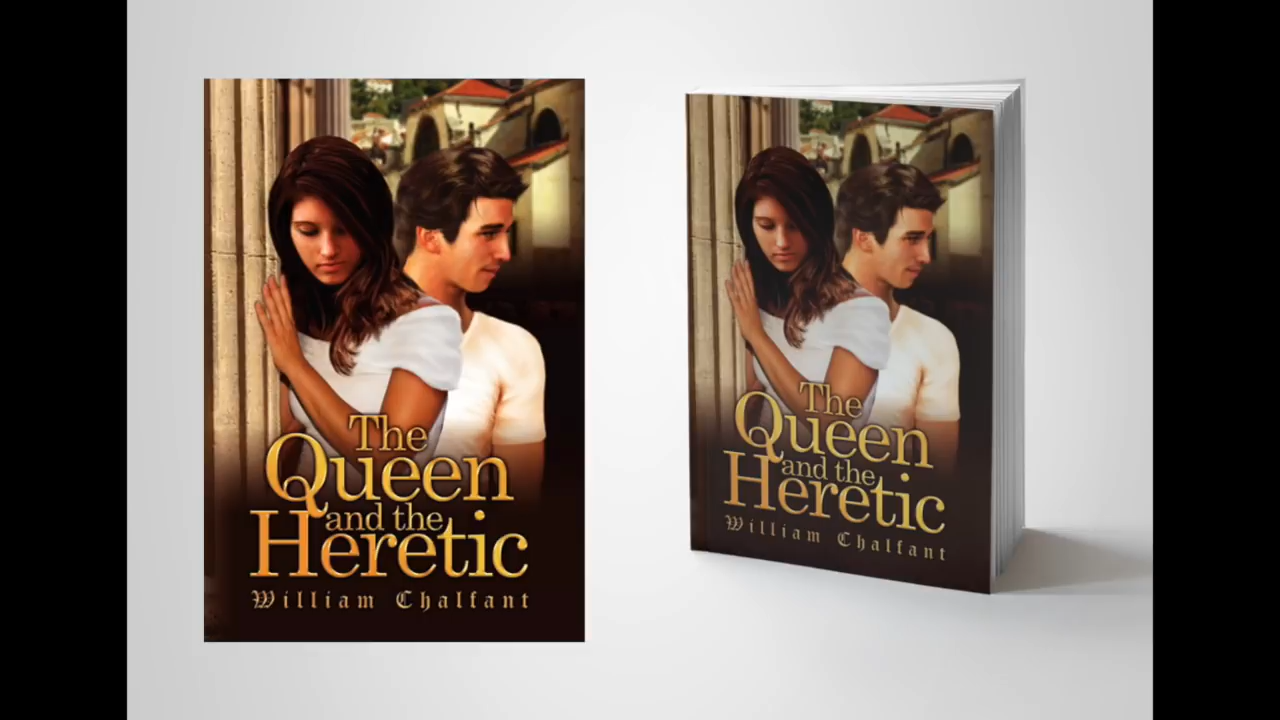 The
Queen
and the
Heretic
William Chalfant
The
Queen
and the
Heretic
William Chalfant